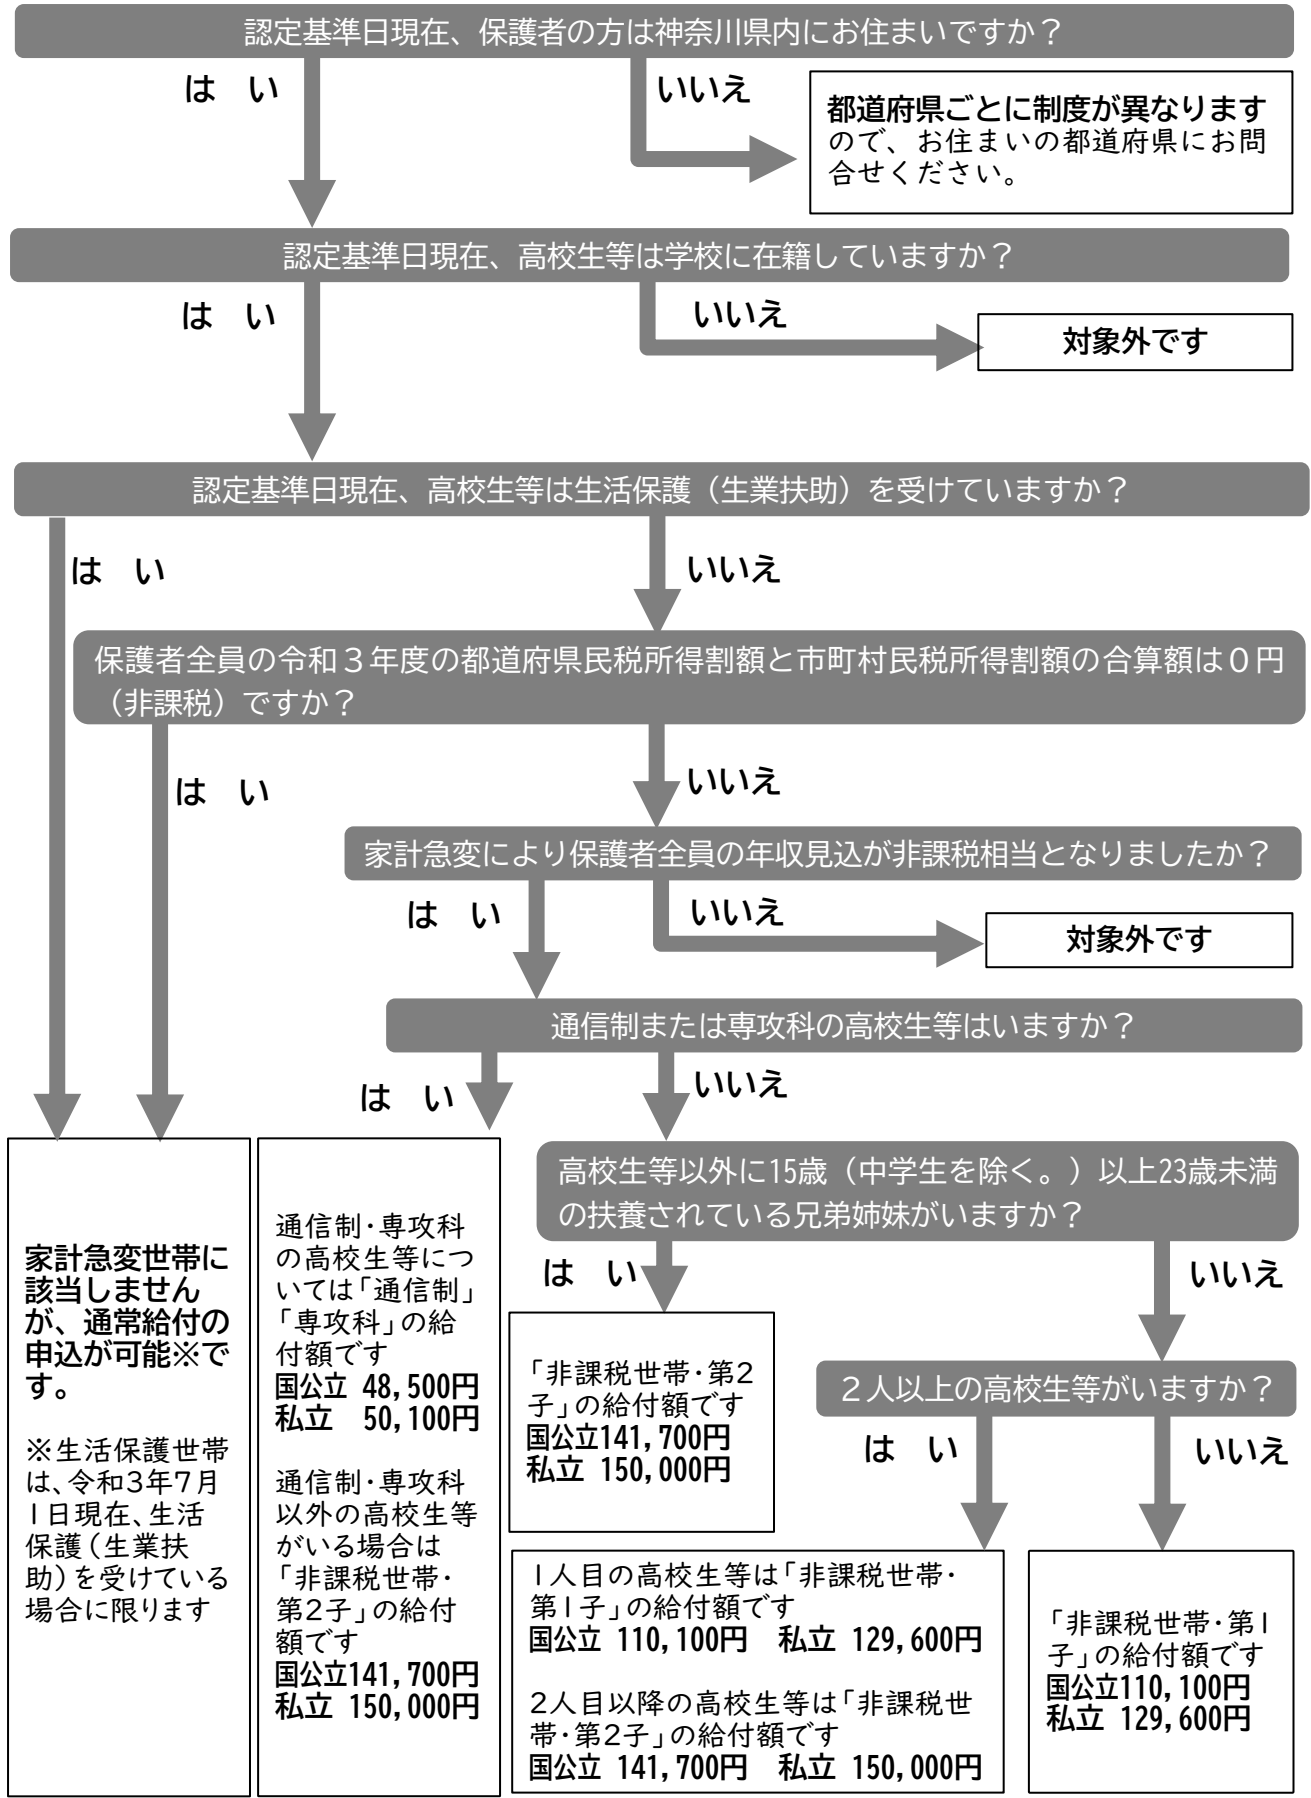 認定基準日現在、保護者の方は神奈川県内にお住まいですか？
は い
いいえ
都道府県ごとに制度が異なります
ので、お住まいの都道府県にお問
合せください。
認定基準日現在、高校生等は学校に在籍していますか？
は い
いいえ
対象外です
認定基準日現在、高校生等は生活保護（生業扶助）を受けていますか？
は い
いいえ
保護者全員の令和３年度の都道府県民税所得割額と市町村民税所得割額の合算額は０円
（非課税）ですか？
は い
いいえ
家計急変により保護者全員の年収見込が非課税相当となりましたか？
は い
いいえ
対象外です
通信制または専攻科の高校生等はいますか？
は い
いいえ
家計急変世帯に
該当しません
が、通常給付の
申込が可能※で
す。
※生活保護世帯
は、令和3年7月
1日現在、生活
保護（生業扶
助）を受けている
場合に限ります
通信制・専攻科
の高校生等につ
いては「通信制」
「専攻科」の給
付額です
国公立 48,500円
私立 50,100円
通信制・専攻科
以外の高校生等
がいる場合は
「非課税世帯・
第2子」の給付
額です
国公立141,700円
私立 150,000円
高校生等以外に15歳（中学生を除く。）以上23歳未満
の扶養されている兄弟姉妹がいますか？
は い
いいえ
「非課税世帯・第2
子」の給付額です
国公立141,700円
私立 150,000円
２人以上の高校生等がいますか？
は い
いいえ
1人目の高校生等は「非課税世帯・
第1子」の給付額です
国公立 110,100円 私立 129,600円
2人目以降の高校生等は「非課税世
帯・第2子」の給付額です
国公立 141,700円 私立 150,000円
「非課税世帯・第1
子」の給付額です
国公立110,100円
私立 129,600円